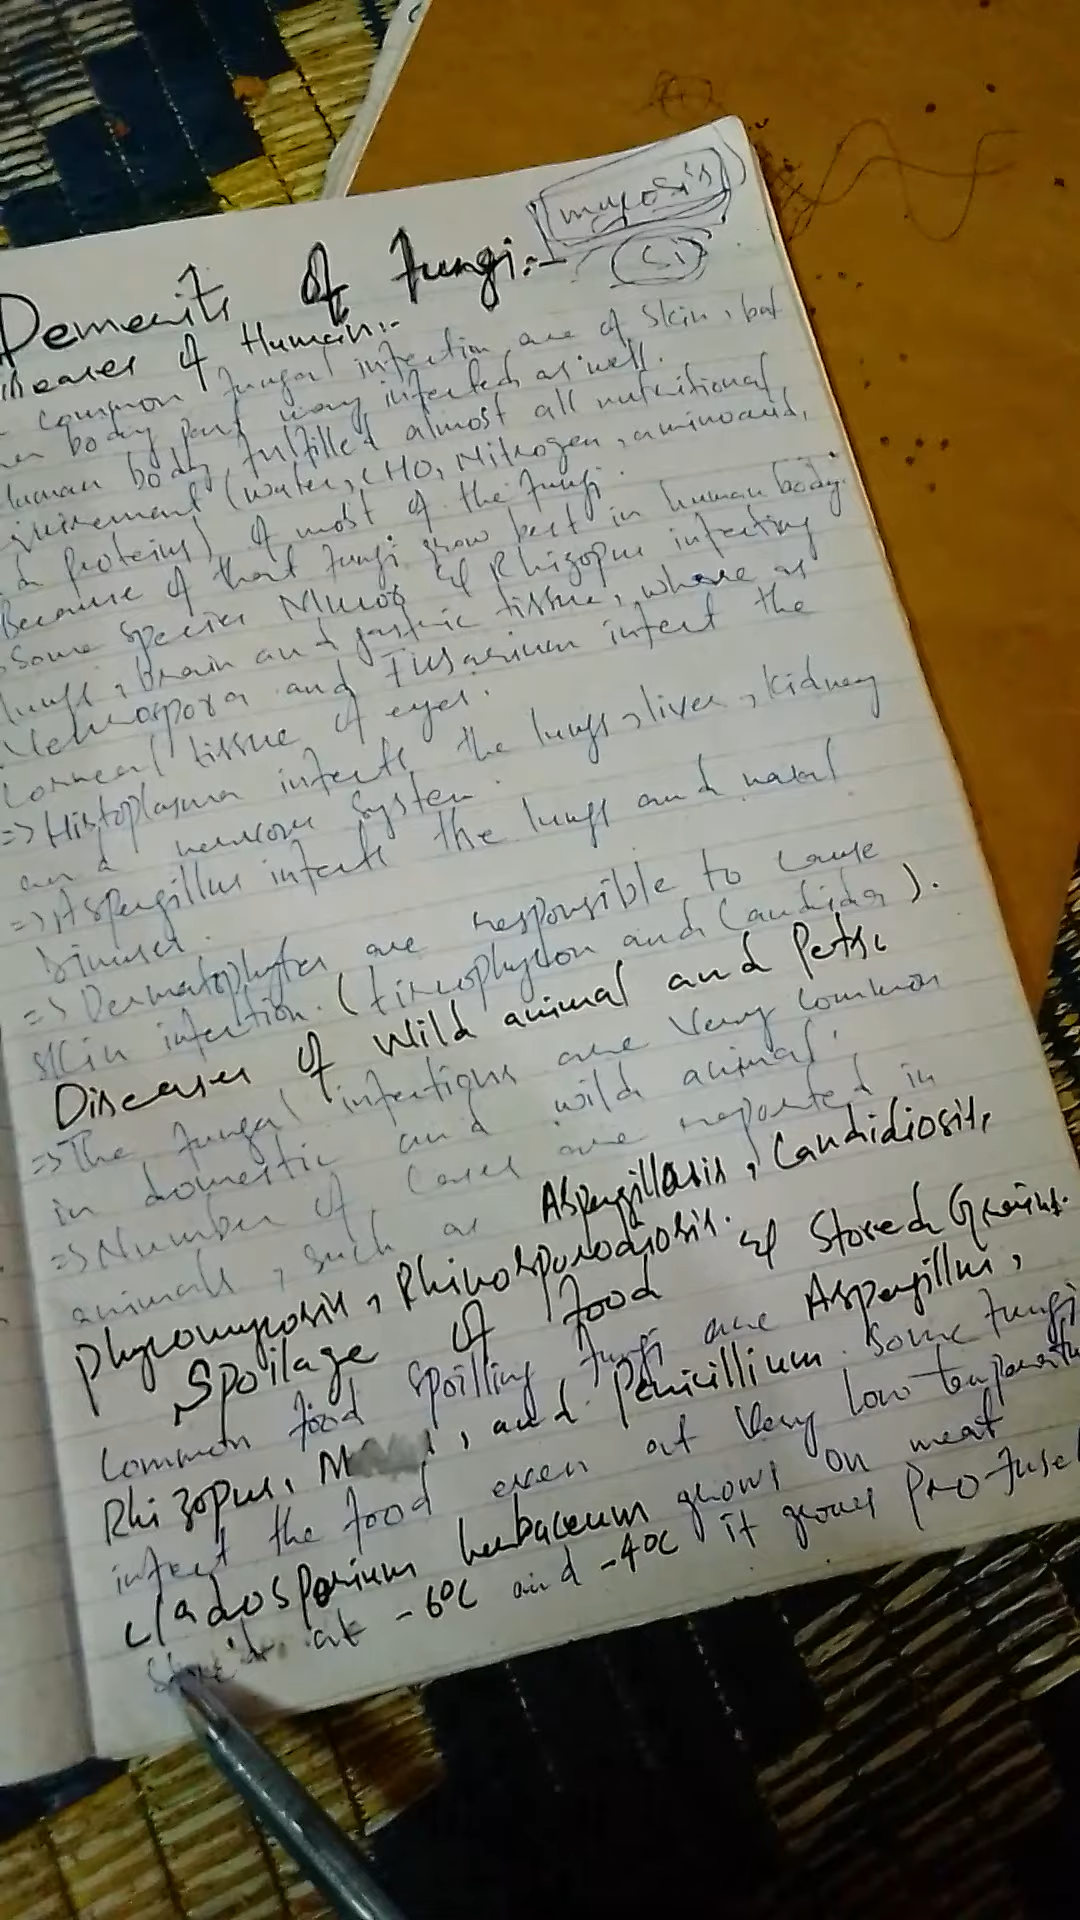 mycosis
Demerits of fungi:-
Diseases of Human:-
common fungal infection are of skin, but
body part may infected as well.
Human body fulfilled almost all nutritional
(water, CHO, Nitrogen, aminoacid,
proteins) of most of the fungi.
Because of that fungi grow best in human body.
Some species Mucor & Rhizopus infecting
lungs, brain and gastric tissue, where as
and Fusarium infect the
Corneal tissue of eyes.
=> Histoplasma infects the lungs, liver, kidney
and nervous system.
=> Aspergillus infects the lungs and nasal
sinuses.
=> Dermatophytes are responsible to cause
skin infection. ( and Candida).
Diseases of Wild animal and Pets:
=> The fungal infections are very common
in domestic and wild animal.
=> Number of Cases are reported in
animals, such as Aspergillosis, Candidiosis,
Phycomycosis, Rhinosporodiosis.
Spoilage of food & Stored Grains.
Common food spoiling fungi are Aspergillus,
Rhizopus, and Penicillium. Some fungi
infect the food even at very low
Cladosporium herbaceum grows on meat
at -6°C and -4°C it grows